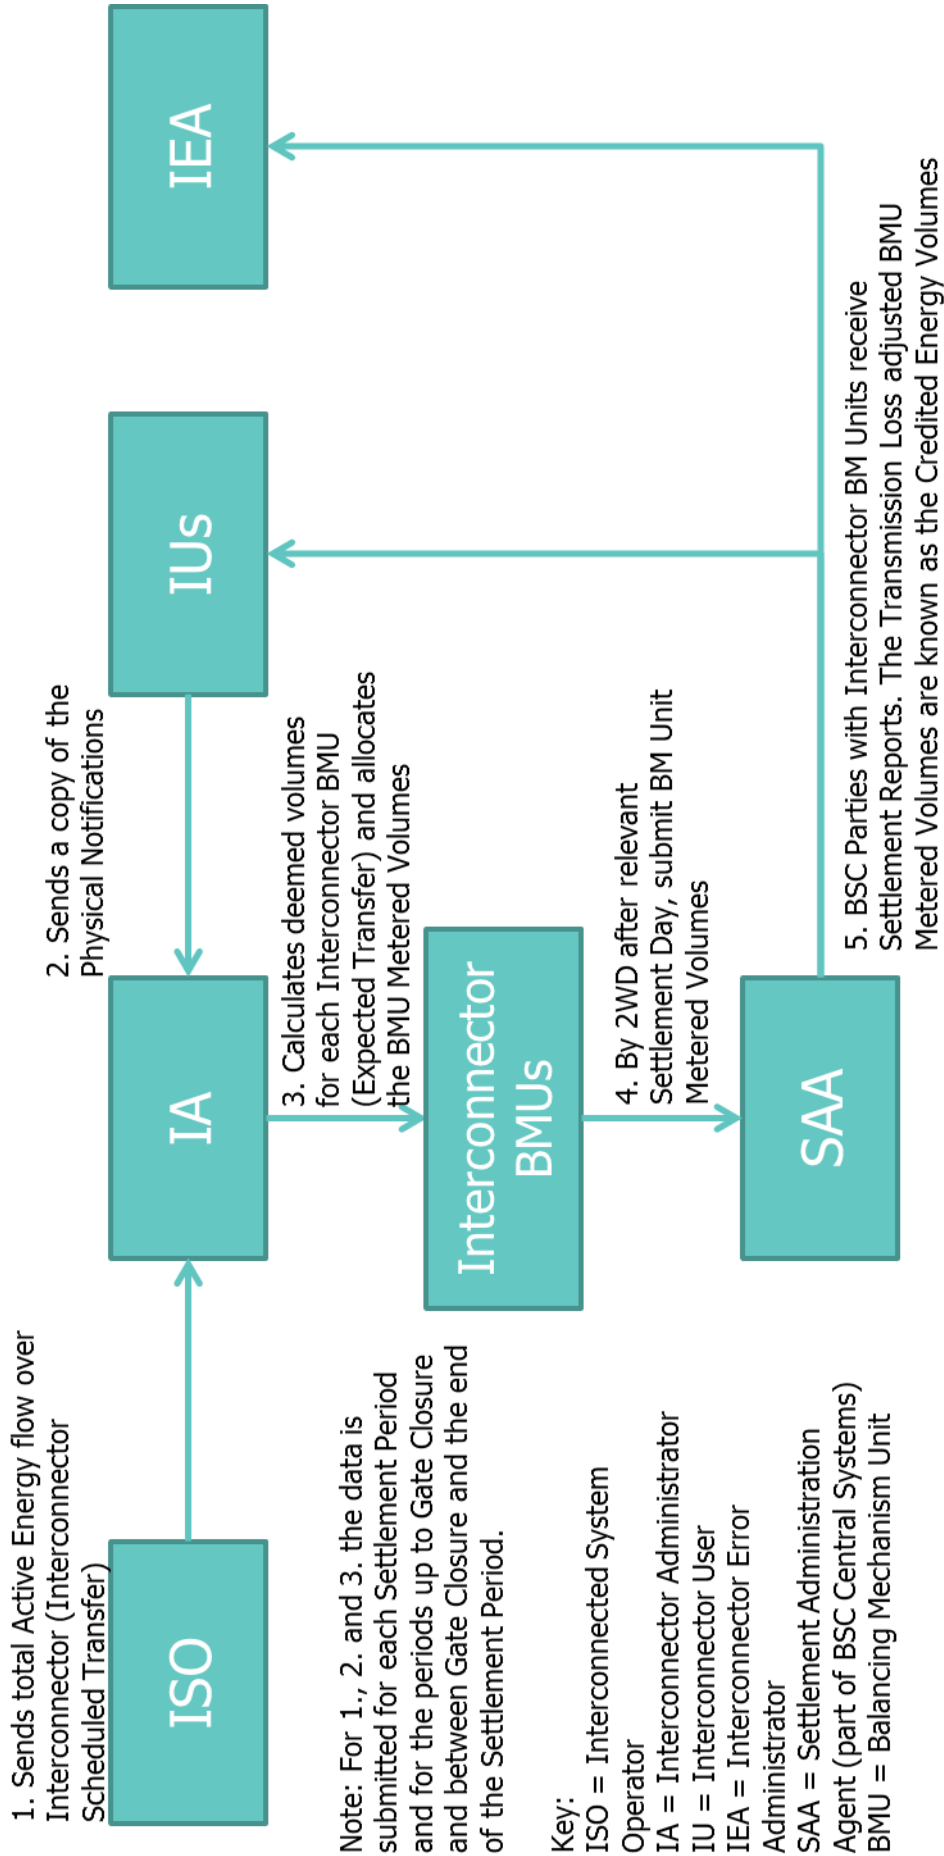 1. Sends total Active Energy flow over
Interconnector (Interconnector
Scheduled Transfer)
2. Sends a copy of the
Physical Notifications
ISO
IA
IUs
IEA
Note: For 1., 2. and 3. the data is
submitted for each Settlement Period
and for the periods up to Gate Closure
and between Gate Closure and the end
of the Settlement Period.
3. Calculates deemed volumes
for each Interconnector BMU
(Expected Transfer) and allocates
the BMU Metered Volumes
Interconnector
BMUs
Key:
ISO = Interconnected System
Operator
IA = Interconnector Administrator
IU = Interconnector User
IEA = Interconnector Error
Administrator
SAA = Settlement Administration
Agent (part of BSC Central Systems)
BMU = Balancing Mechanism Unit
4. By 2WD after relevant
Settlement Day, submit BM Unit
Metered Volumes
SAA
5. BSC Parties with Interconnector BM Units receive
Settlement Reports. The Transmission Loss adjusted BMU
Metered Volumes are known as the Credited Energy Volumes